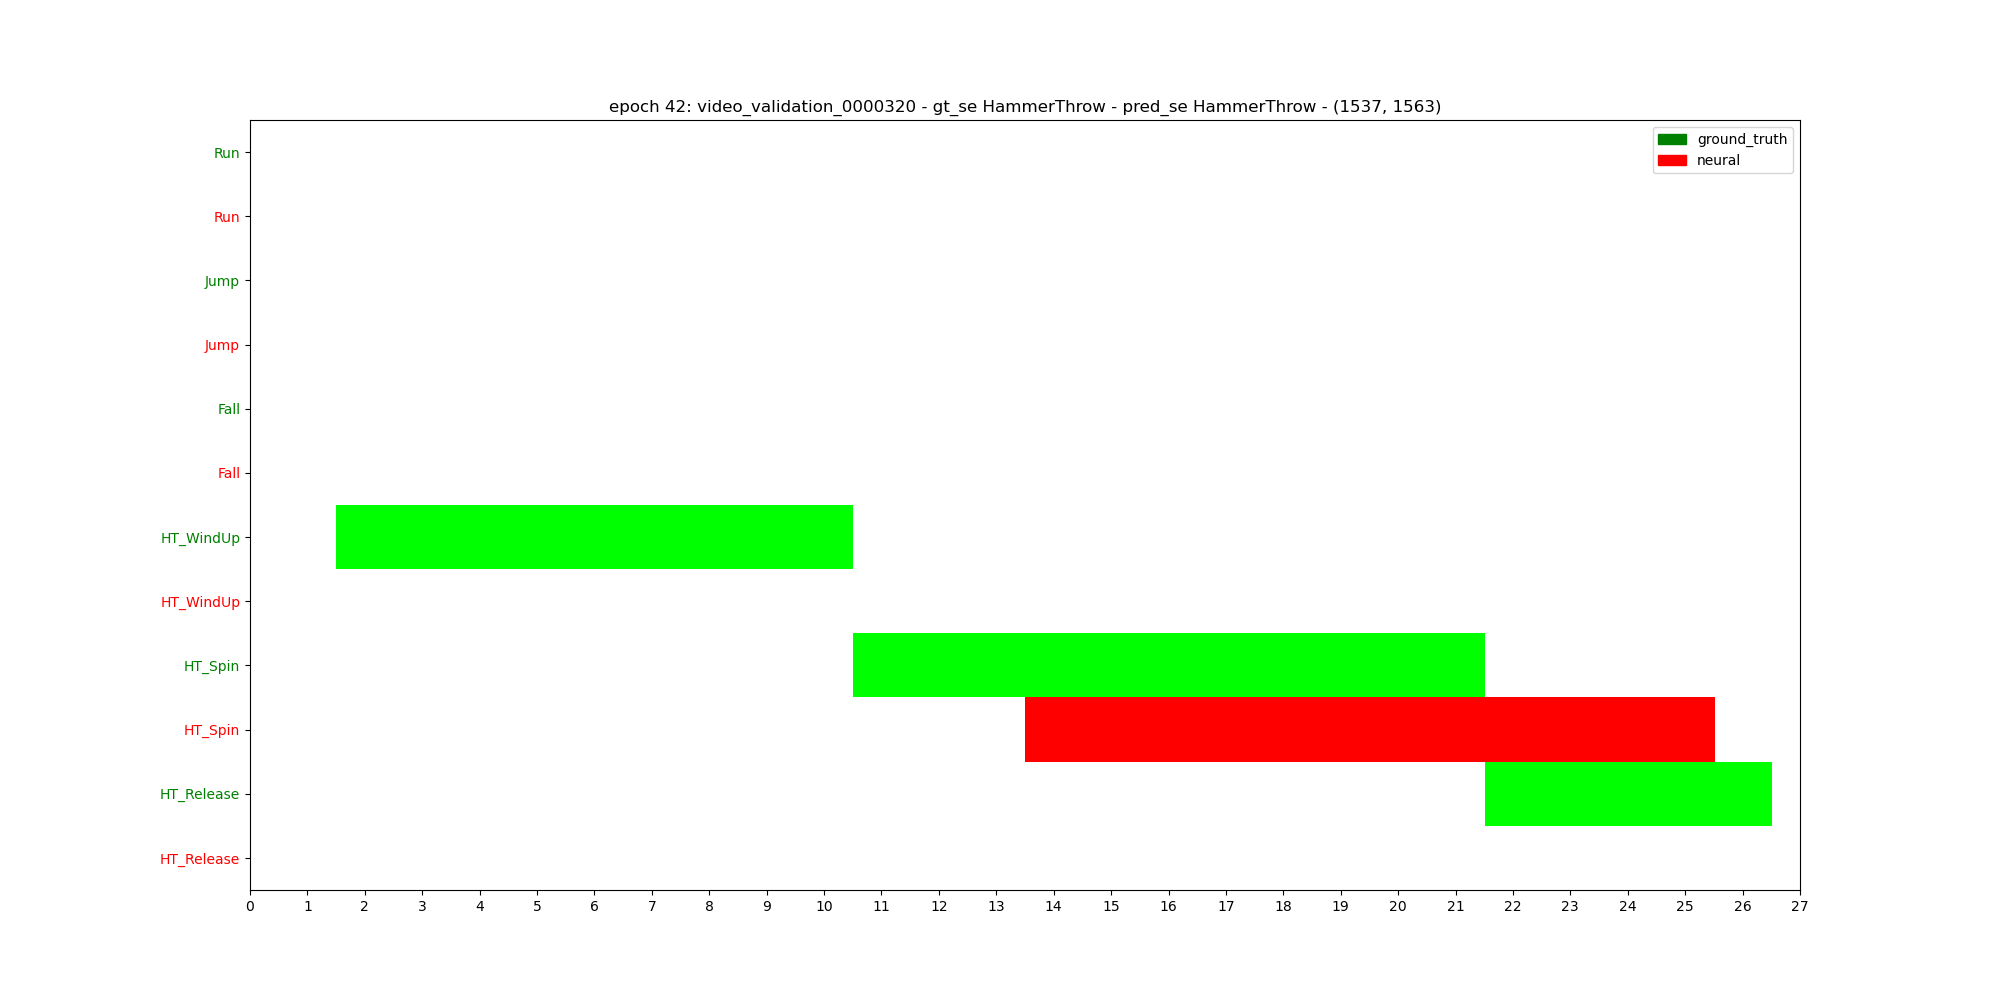 epoch 42: video_validation_0000320 - gt_se HammerThrow - pred_se HammerThrow - (1537, 1563)
ground_truth
neural
Run
Run
Jump
Jump
Fall
Fall
HT_WindUp
HT_WindUp
HT_Spin
HT_Spin
HT_Release
HT_Release
0 1 2 3 4 5 6 7 8 9 10 11 12 13 14 15 16 17 18 19 20 21 22 23 24 25 26 27